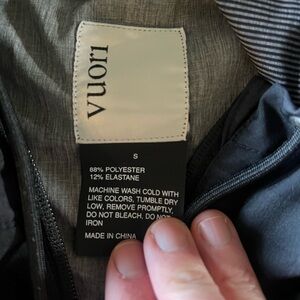 vuori
S
88% POLYESTER
12% ELASTANE
MACHINE WASH COLD WITH
LIKE COLORS, TUMBLE DRY
LOW, REMOVE PROMPTLY,
DO NOT BLEACH, DO NOT
IRON
MADE IN CHINA